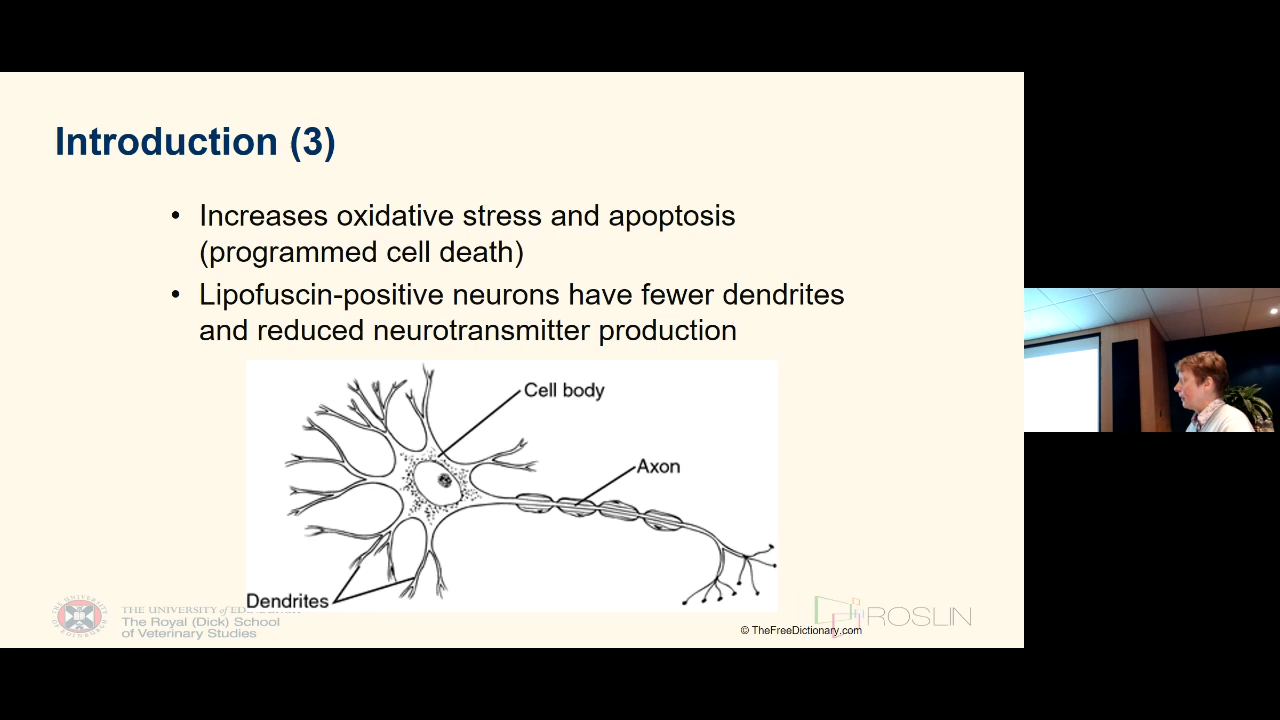 Introduction (3)
• Increases oxidative stress and apoptosis
(programmed cell death)
• Lipofuscin-positive neurons have fewer dendrites
and reduced neurotransmitter production
Cell body
Axon
Dendrites
THE UNIVERSITY of
The Royal (Dick) School
of Veterinary Studies
ROSLIN
© TheFreeDictionary.com